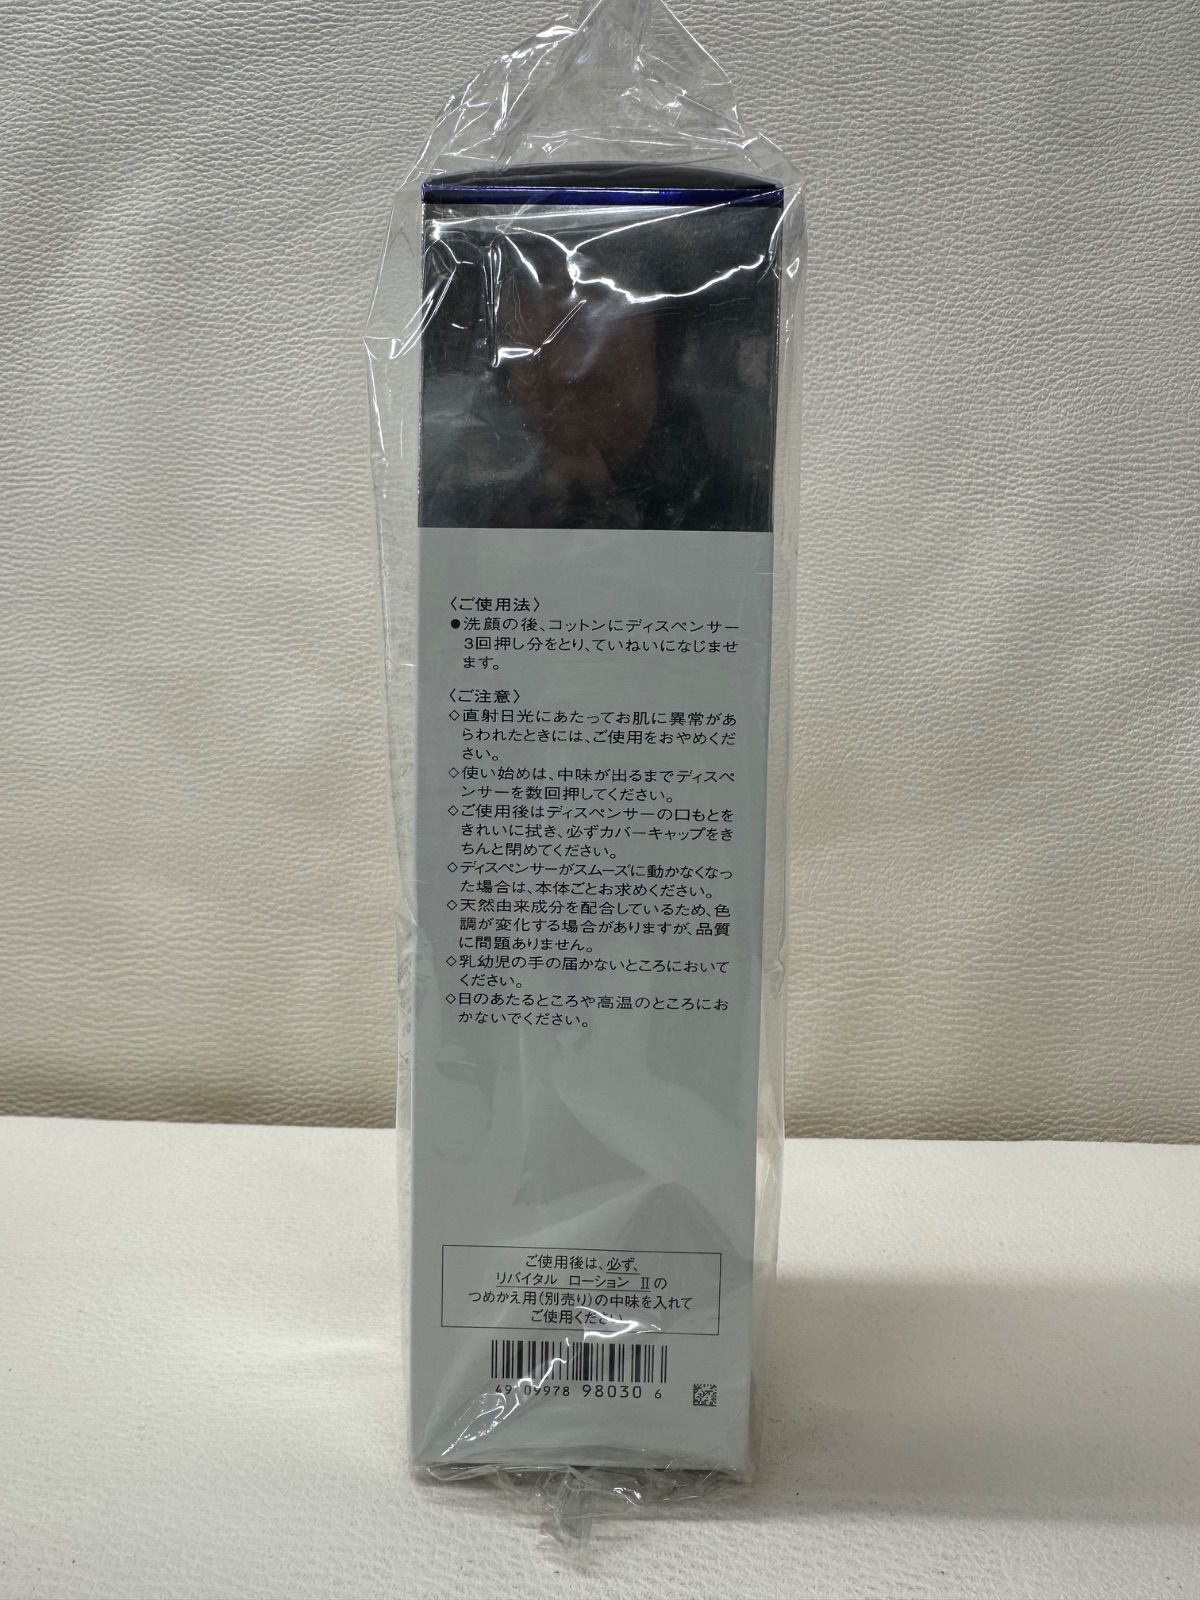 〈ご使用法〉
●洗顔の後、コットンにディスペンサー
3回押し分をとり、ていねいになじませ
ます。
〈ご注意〉
◇直射日光にあたってお肌に異常があ
らわれたときには、ご使用をおやめくだ
さい。
◇使い始めは、中味が出るまでディスペ
ンサーを数回押してください。
◇ご使用後はディスペンサーの口もとを
きれいに拭き、必ずカバーキャップをき
ちんと閉めてください。
◇ディスペンサーがスムーズに動かなくなっ
た場合は、本体ごとお求めください。
◇天然由来成分を配合しているため、色
調が変化する場合がありますが、品質
に問題ありません。
◇乳幼児の手の届かないところにおいて
ください。
◇日のあたるところや高温のところにお
かないでください。
ご使用後は、必ず、
リバイタル ローション Ⅱの
つめかえ用(別売り)の中味を入れて
ご使用ください
49 09978 98030 6